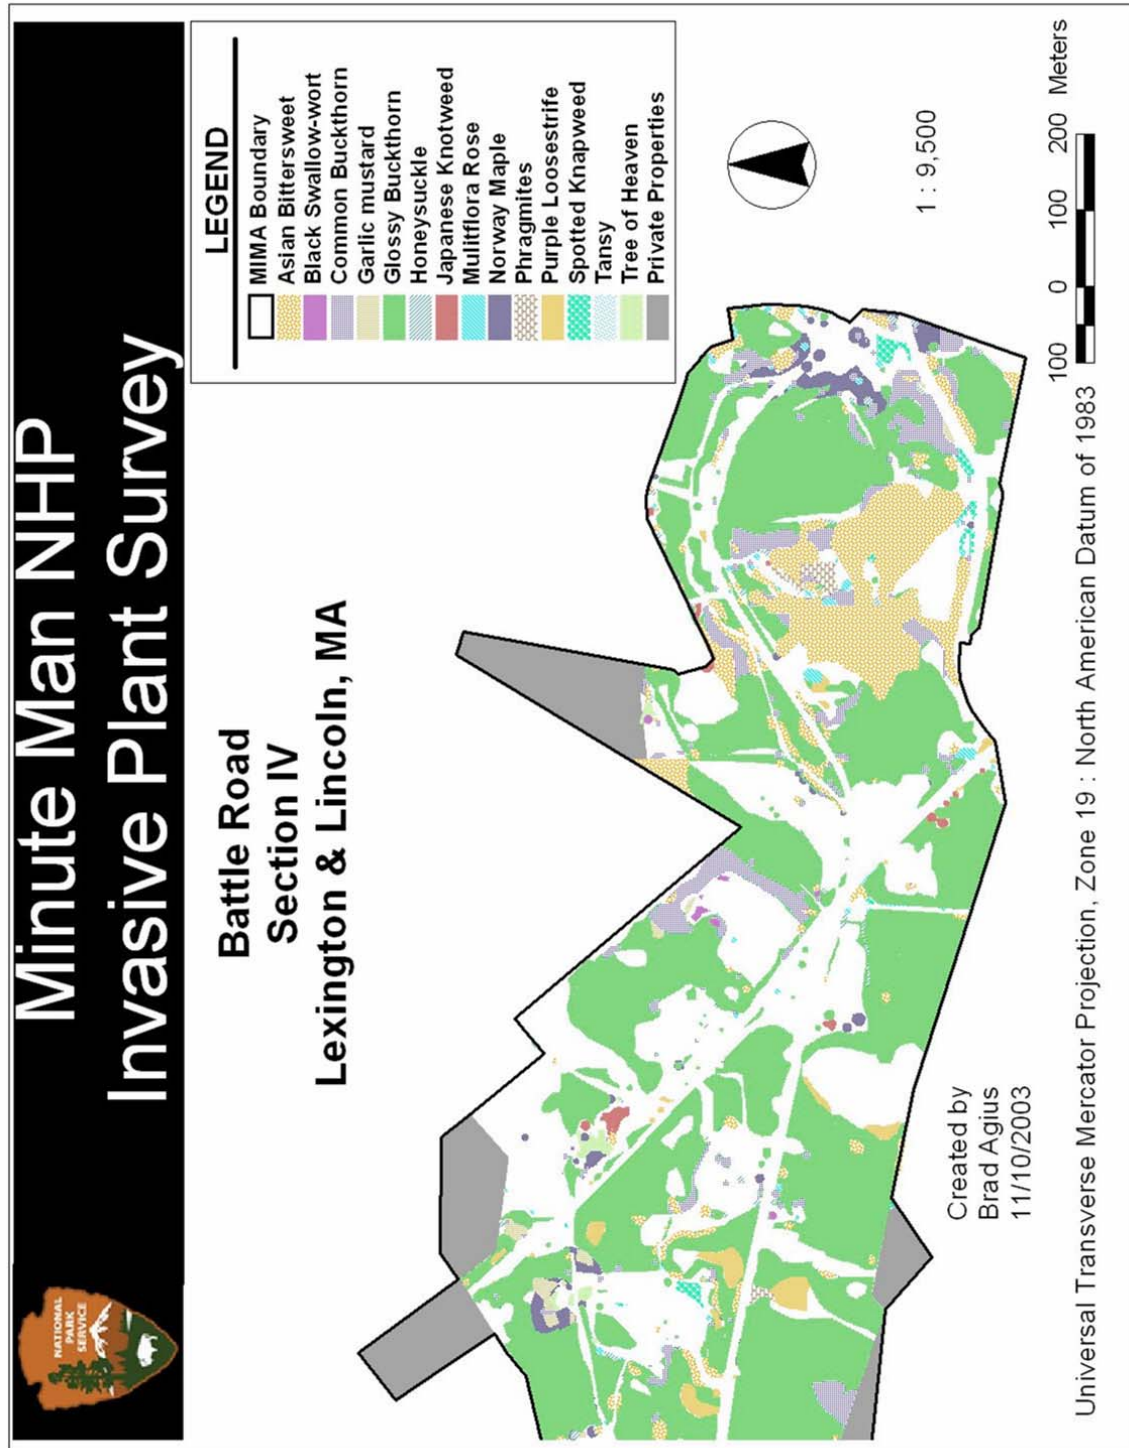 Minute Man NHP
Invasive Plant Survey
NATIONAL
PARK
SERVICE
Battle Road
Section IV
Lexington & Lincoln, MA
LEGEND
MIMA Boundary
Asian Bittersweet
Black Swallow-wort
Common Buckthorn
Garlic mustard
Glossy Buckthorn
Honeysuckle
Japanese Knotweed
Mulitflora Rose
Norway Maple
Phragmites
Purple Loosestrife
Spotted Knapweed
Tansy
Tree of Heaven
Private Properties
1 : 9,500
100 0 100 200 Meters
Created by
Brad Agius
11/10/2003
Universal Transverse Mercator Projection, Zone 19 : North American Datum of 1983